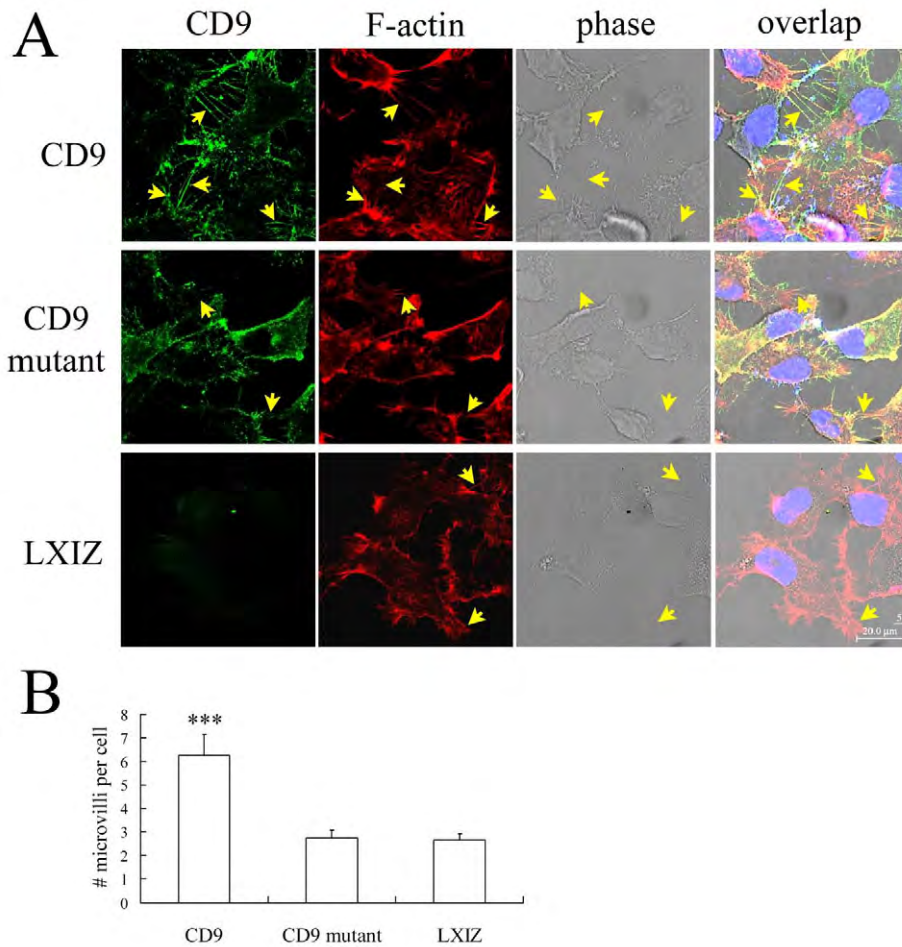 A
CD9 F-actin phase overlap
CD9
CD9
mutant
LXIZ
20.0 µm
5
B
# microvilli per cell
8
7
6
5
4
3
2
1
0
***
CD9 CD9 mutant LXIZ